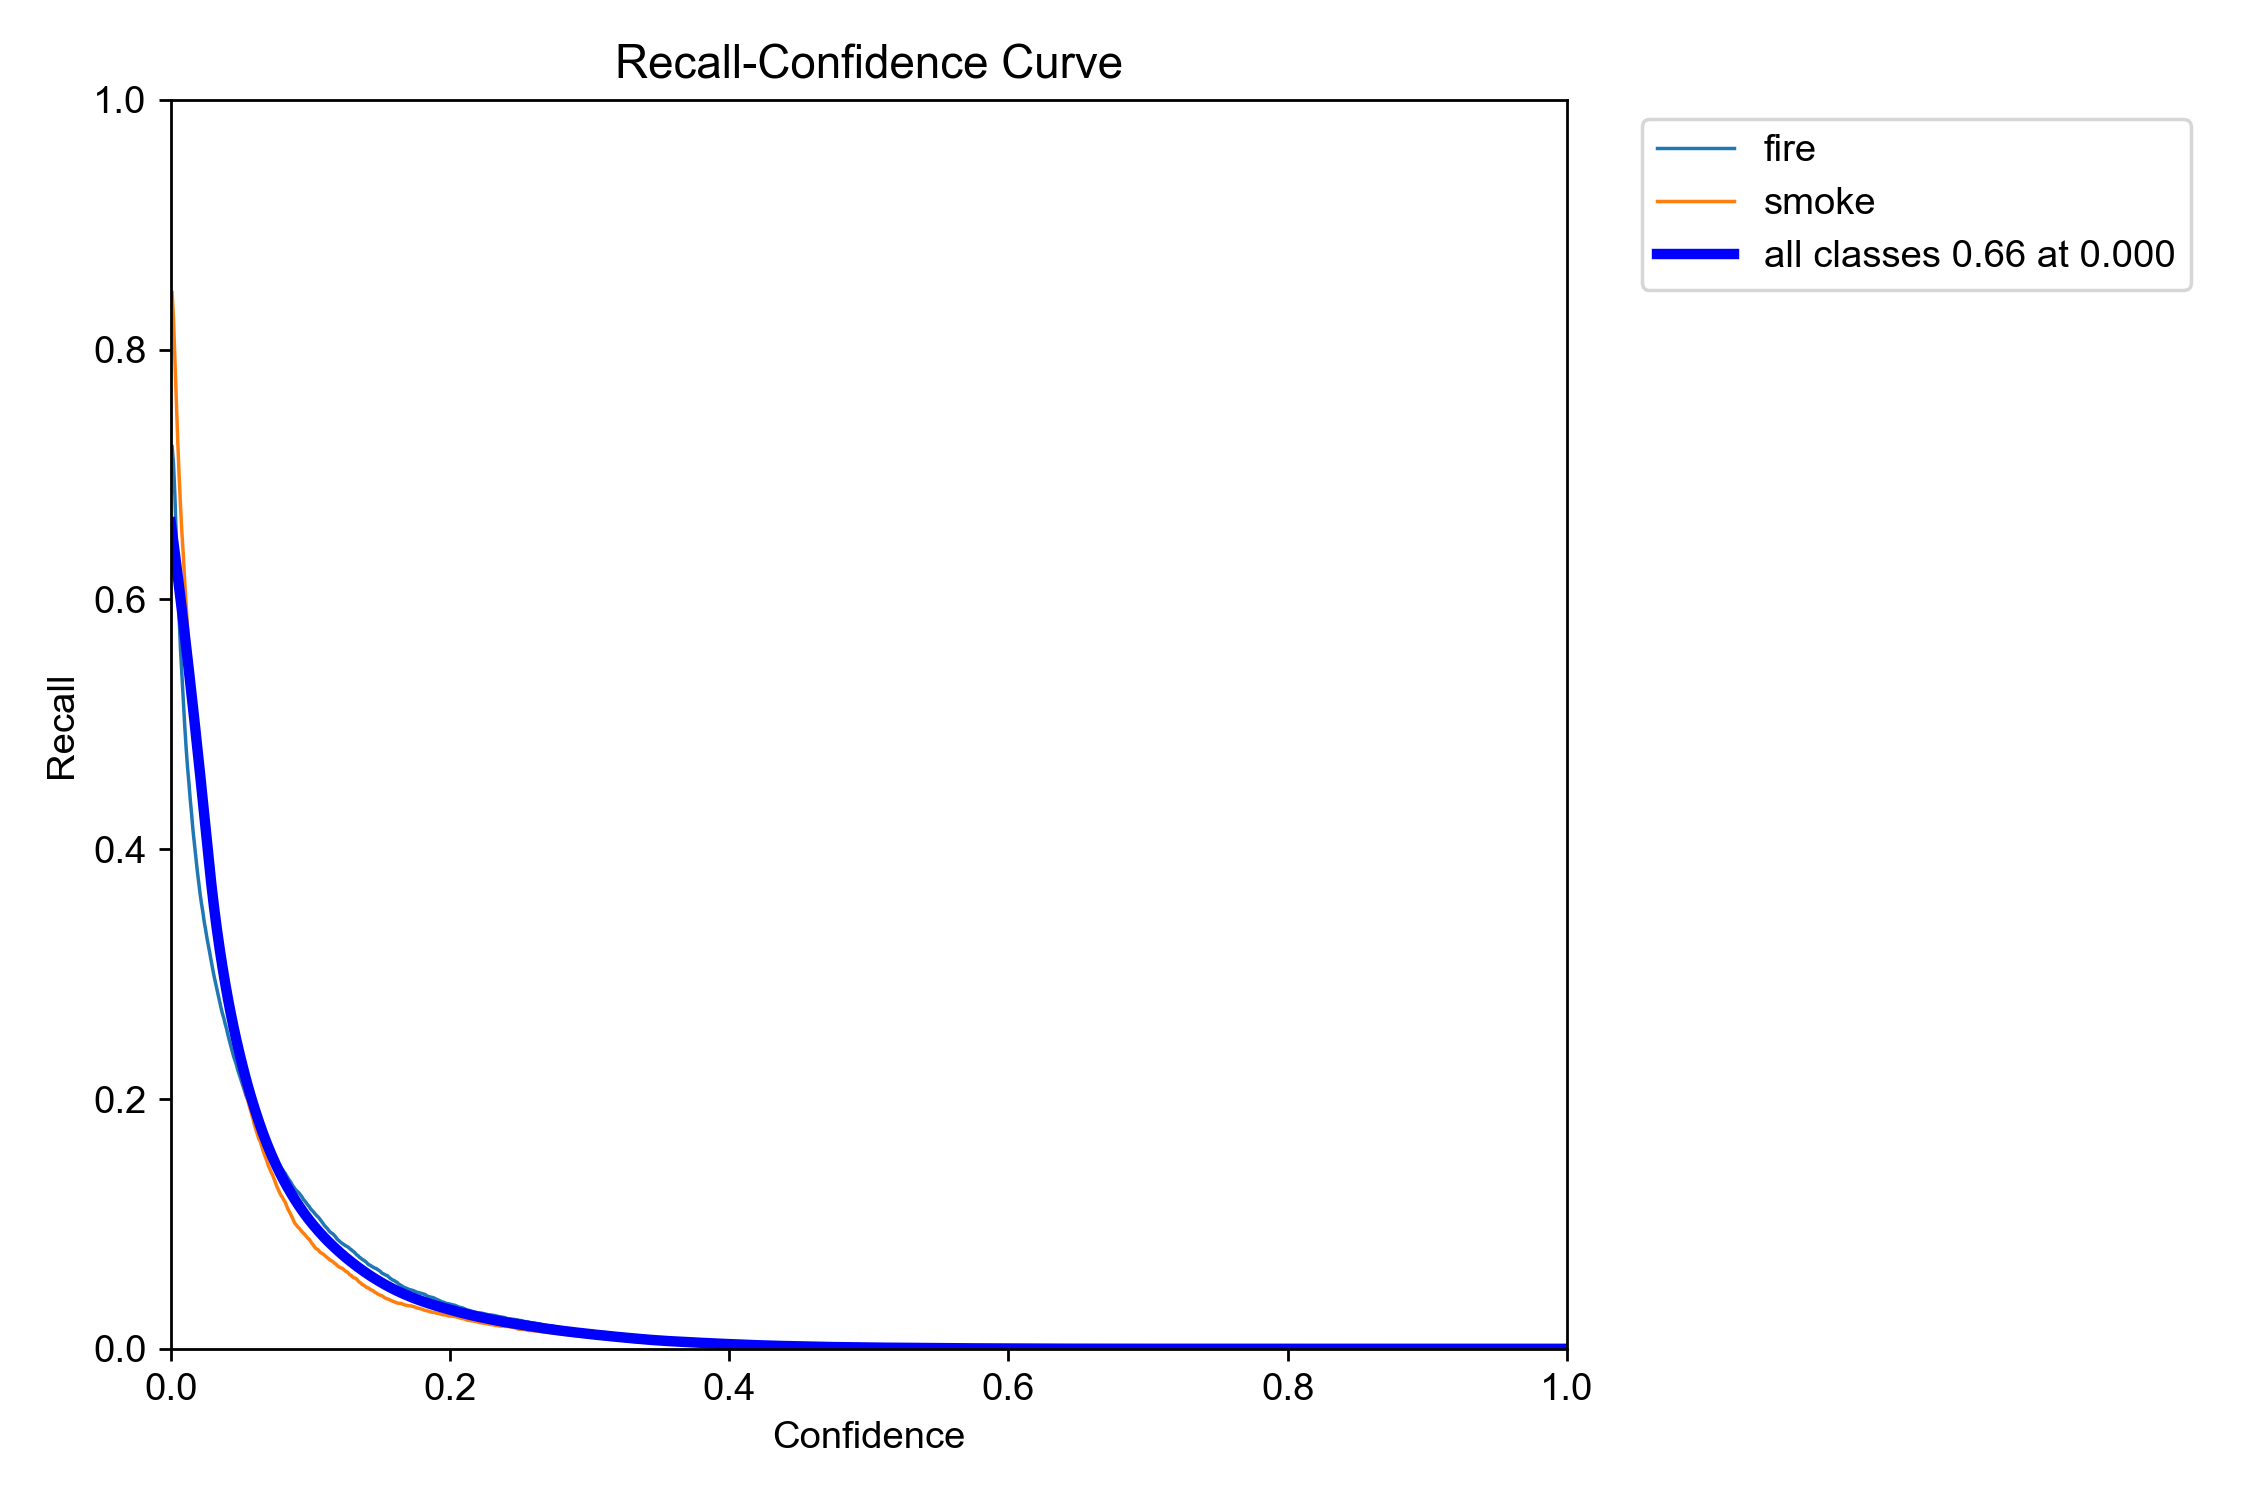 Recall-Confidence Curve
1.0
0.8
0.6
0.4
0.2
0.0
Recall
0.0 0.2 0.4 0.6 0.8 1.0
Confidence
fire
smoke
all classes 0.66 at 0.000